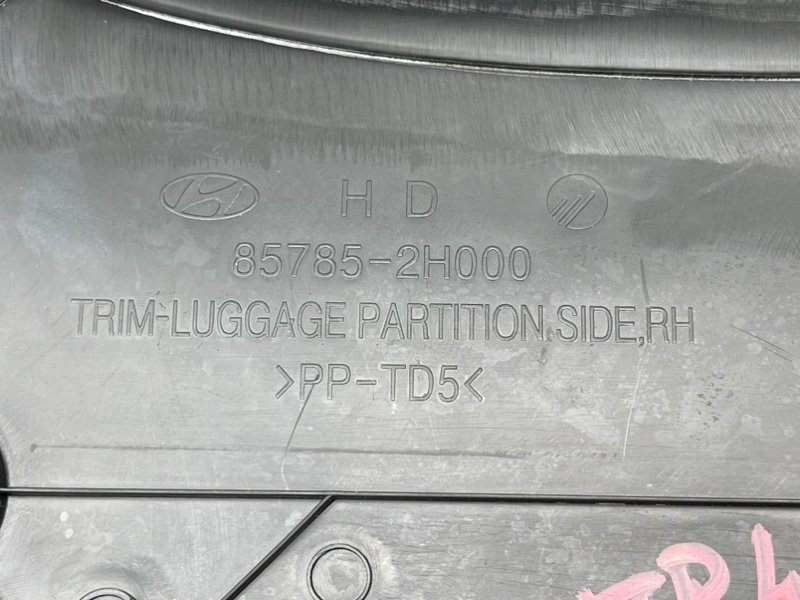 H D
85785-2H000
TRIM-LUGGAGE PARTITION SIDE,RH
>PP-TD5<